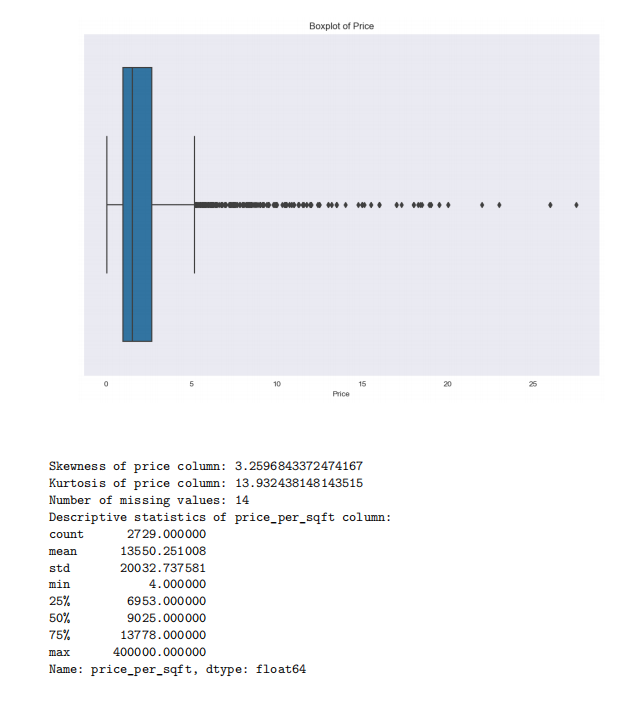 Boxplot of Price
0 5 10 15 20 25
Price
Skewness of price column: 3.2596843372474167
Kurtosis of price column: 13.932438148143515
Number of missing values: 14
Descriptive statistics of price_per_sqft column:
count 2729.000000
mean 13550.251008
std 20032.737581
min 4.000000
25% 6953.000000
50% 9025.000000
75% 13778.000000
max 400000.000000
Name: price_per_sqft, dtype: float64